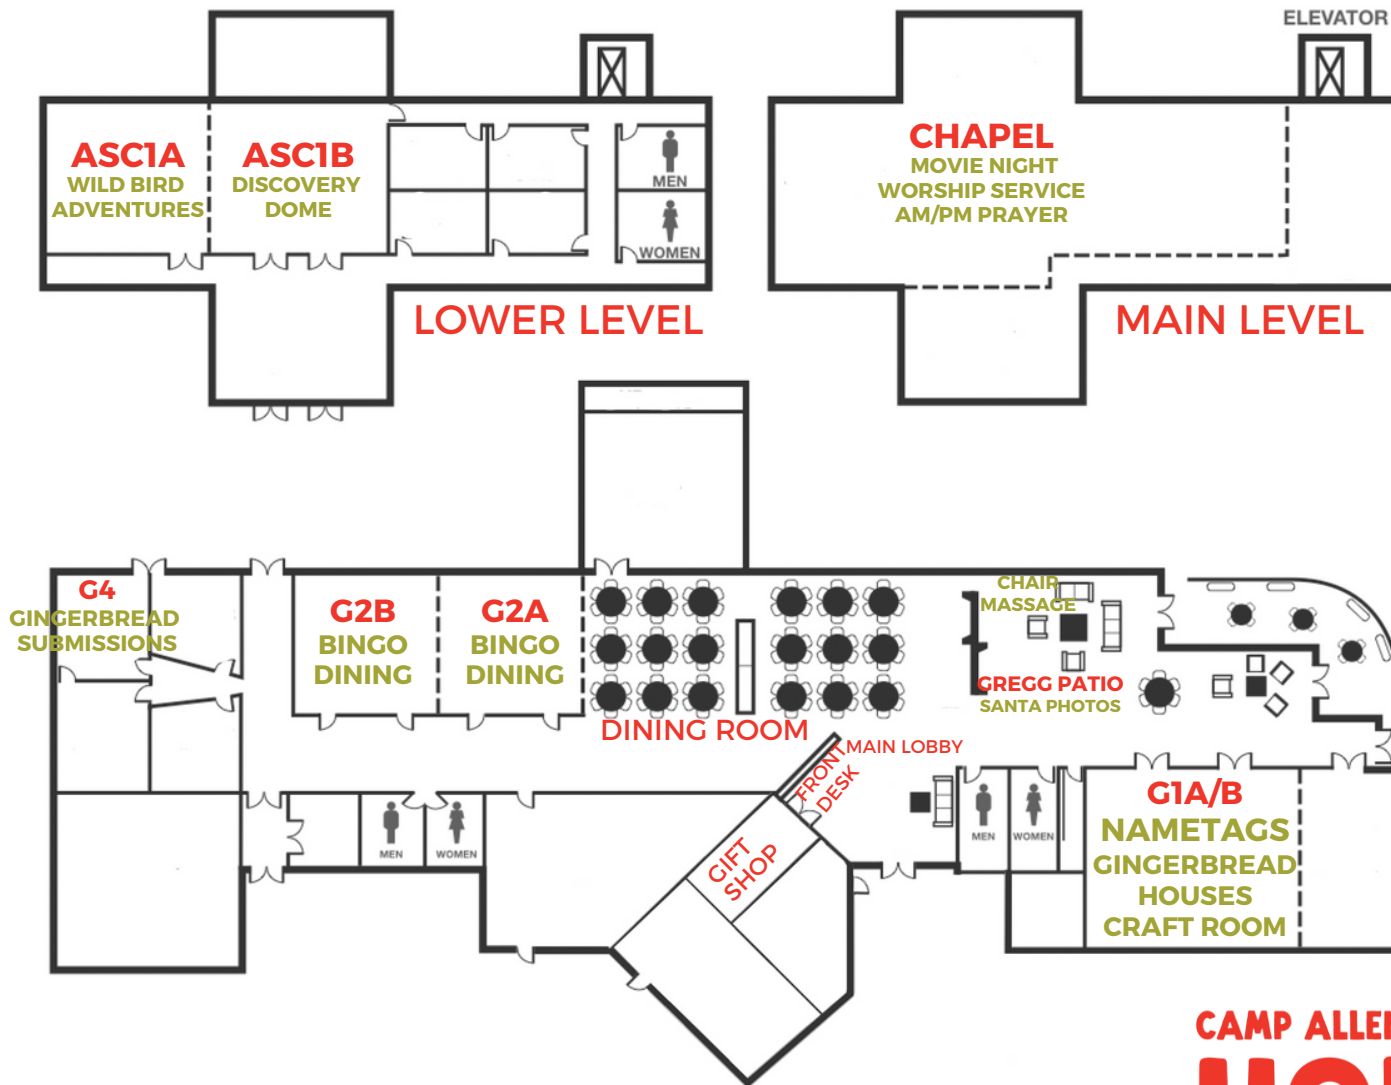 ELEVATOR
ASC1A
WILD BIRD
ADVENTURES
ASC1B
DISCOVERY
DOME
MEN
WOMEN
LOWER LEVEL
CHAPEL
MOVIE NIGHT
WORSHIP SERVICE
AM/PM PRAYER
MAIN LEVEL
G4
GINGERBREAD
SUBMISSIONS
G2B
BINGO
DINING
G2A
BINGO
DINING
DINING ROOM
CHAIR
MASSAGE
GREGG PATIO
SANTA PHOTOS
MAIN LOBBY
FRONT
DESK
GIFT
SHOP
MEN
WOMEN
MEN
WOMEN
G1A/B
NAMETAGS
GINGERBREAD
HOUSES
CRAFT ROOM
CAMP